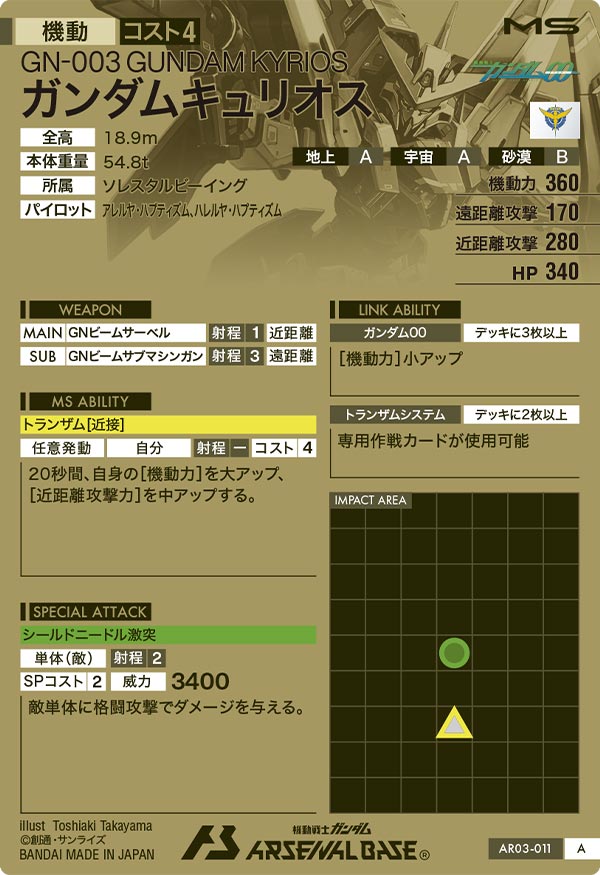 機動 コスト4 MS
GN-003 GUNDAM KYRIOS
ガンダムキュリオス
ガンダム00
全高 18.9m
本体重量 54.8t
地上 A 宇宙 A 砂漠 B
所属 ソレスタルビーイング
パイロット アレルヤ・ハプティズム、ハレルヤ・ハプティズム
機動力 360
遠距離攻撃 170
近距離攻撃 280
HP 340
WEAPON
MAIN GNビームサーベル 射程 1 近距離
SUB GNビームサブマシンガン 射程 3 遠距離
MS ABILITY
トランザム[近接]
任意発動 自分 射程 ー コスト 4
20秒間、自身の[機動力]を大アップ、
[近距離攻撃力]を中アップする。
SPECIAL ATTACK
シールドニードル激突
単体(敵) 射程 2
SPコスト 2 威力 3400
敵単体に格闘攻撃でダメージを与える。
LINK ABILITY
ガンダム00 デッキに3枚以上
[機動力]小アップ
トランザムシステム デッキに2枚以上
専用作戦カードが使用可能
IMPACT AREA
illust Toshiaki Takayama
©創通・サンライズ
BANDAI MADE IN JAPAN
機動戦士ガンダム
ARSENAL BASE®
AR03-011 A